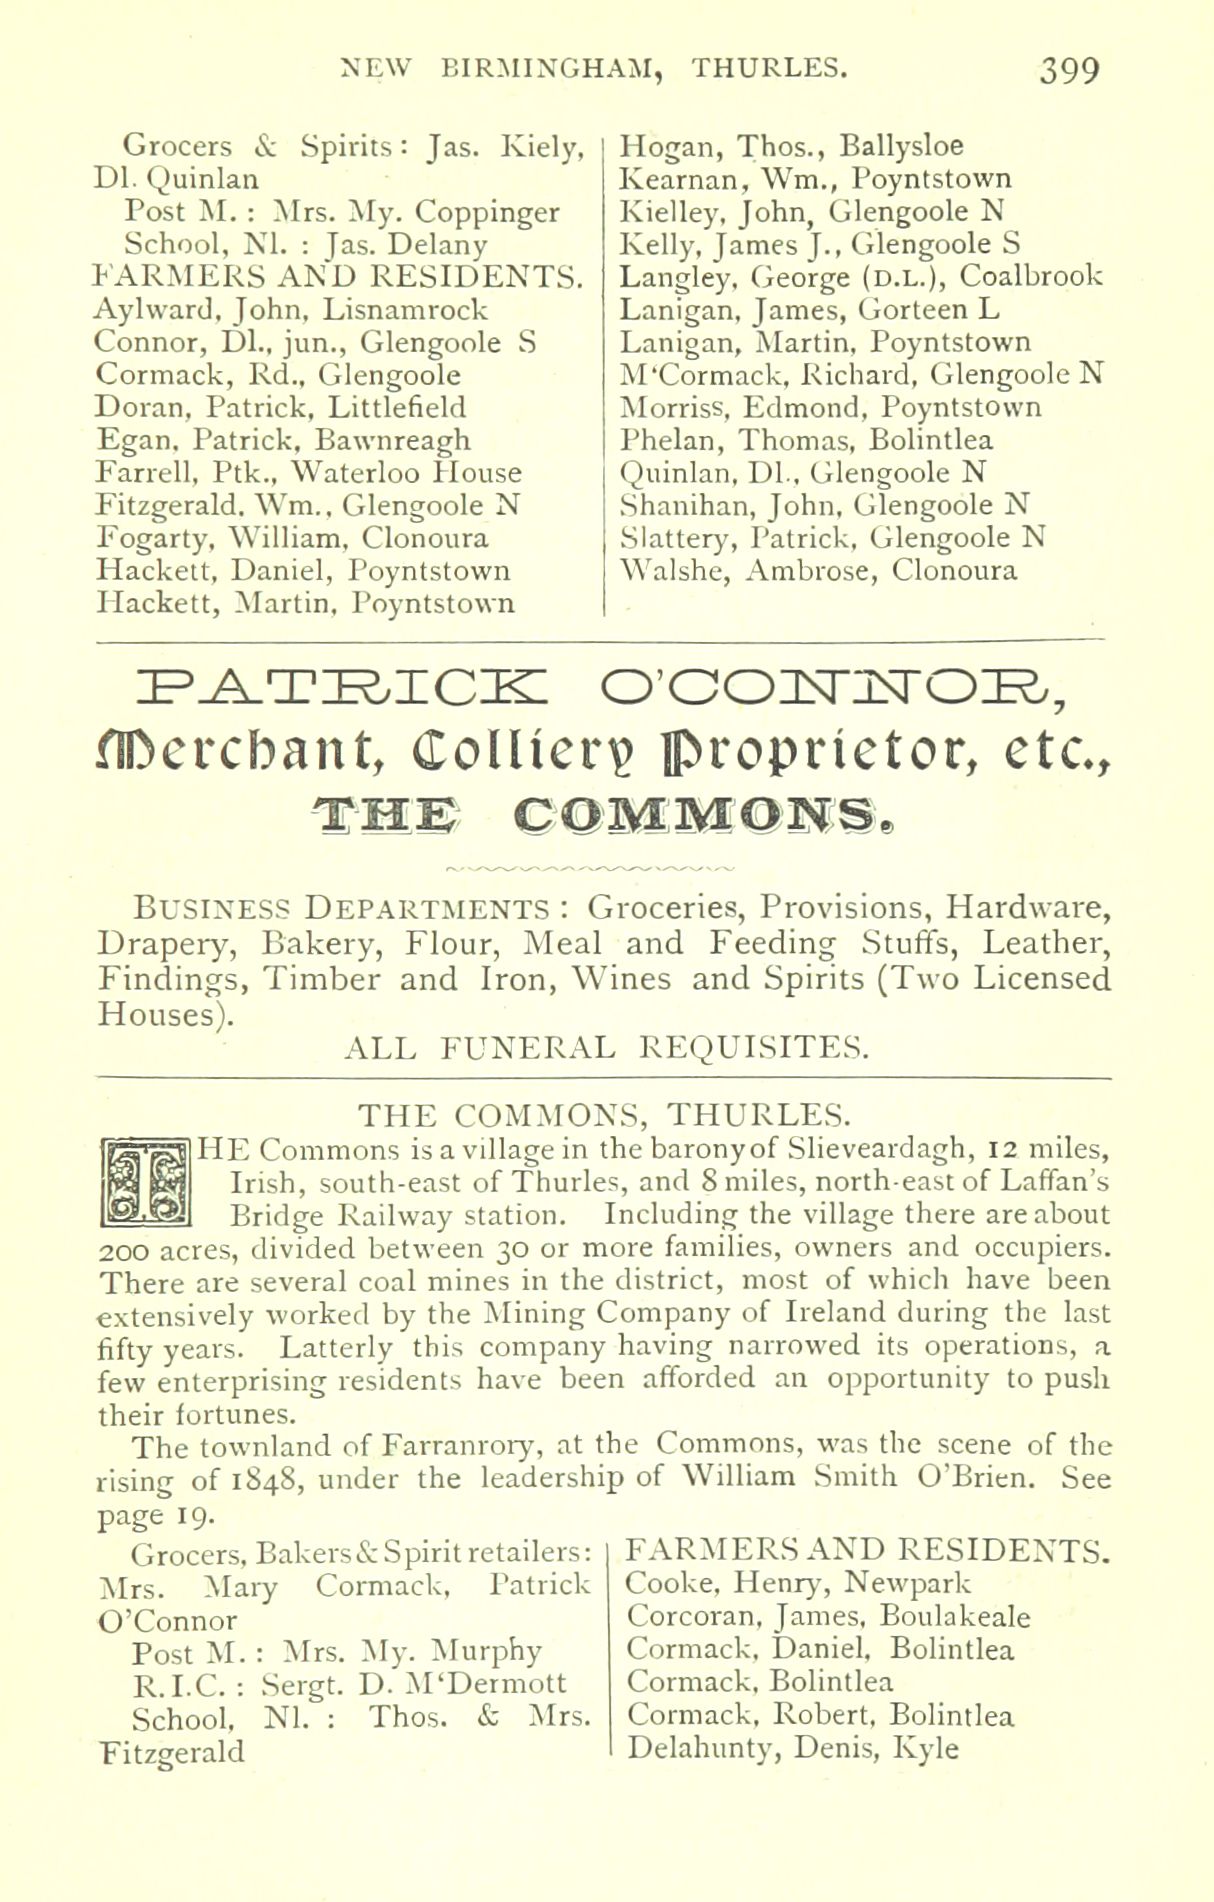 NEW BIRMINGHAM, THURLES. 399
Grocers & Spirits: Jas. Kiely,
Dl. Quinlan
Post M. : Mrs. My. Coppinger
School, Nl. : Jas. Delany
FARMERS AND RESIDENTS.
Aylward, John, Lisnamrock
Connor, Dl., jun., Glengoole S
Cormack, Rd., Glengoole
Doran, Patrick, Littlefield
Egan, Patrick, Bawnreagh
Farrell, Ptk., Waterloo House
Fitzgerald, Wm., Glengoole N
Fogarty, William, Clonoura
Hackett, Daniel, Poyntstown
Hackett, Martin, Poyntstown
Hogan, Thos., Ballysloe
Kearnan, Wm., Poyntstown
Kielley, John, Glengoole N
Kelly, James J., Glengoole S
Langley, George (D.L.), Coalbrook
Lanigan, James, Gorteen L
Lanigan, Martin, Poyntstown
M‘Cormack, Richard, Glengoole N
Morriss, Edmond, Poyntstown
Phelan, Thomas, Bolintlea
Quinlan, Dl., Glengoole N
Shanihan, John, Glengoole N
Slattery, Patrick, Glengoole N
Walshe, Ambrose, Clonoura
PATRICK O'CONNOR,
Merchant, Colliery Proprietor, etc.,
THE COMMONS.
BUSINESS DEPARTMENTS : Groceries, Provisions, Hardware,
Drapery, Bakery, Flour, Meal and Feeding Stuffs, Leather,
Findings, Timber and Iron, Wines and Spirits (Two Licensed
Houses).
ALL FUNERAL REQUISITES.
THE COMMONS, THURLES.
THE Commons is a village in the barony of Slieveardagh, 12 miles,
Irish, south-east of Thurles, and 8 miles, north-east of Laffan's
Bridge Railway station. Including the village there are about
200 acres, divided between 30 or more families, owners and occupiers.
There are several coal mines in the district, most of which have been
extensively worked by the Mining Company of Ireland during the last
fifty years. Latterly this company having narrowed its operations, a
few enterprising residents have been afforded an opportunity to push
their fortunes.
The townland of Farranrory, at the Commons, was the scene of the
rising of 1848, under the leadership of William Smith O'Brien. See
page 19.
Grocers, Bakers & Spirit retailers:
Mrs. Mary Cormack, Patrick
O'Connor
Post M. : Mrs. My. Murphy
R.I.C. : Sergt. D. M‘Dermott
School, Nl. : Thos. & Mrs.
Fitzgerald
FARMERS AND RESIDENTS.
Cooke, Henry, Newpark
Corcoran, James, Boulakeale
Cormack, Daniel, Bolintlea
Cormack, Bolintlea
Cormack, Robert, Bolintlea
Delahunty, Denis, Kyle